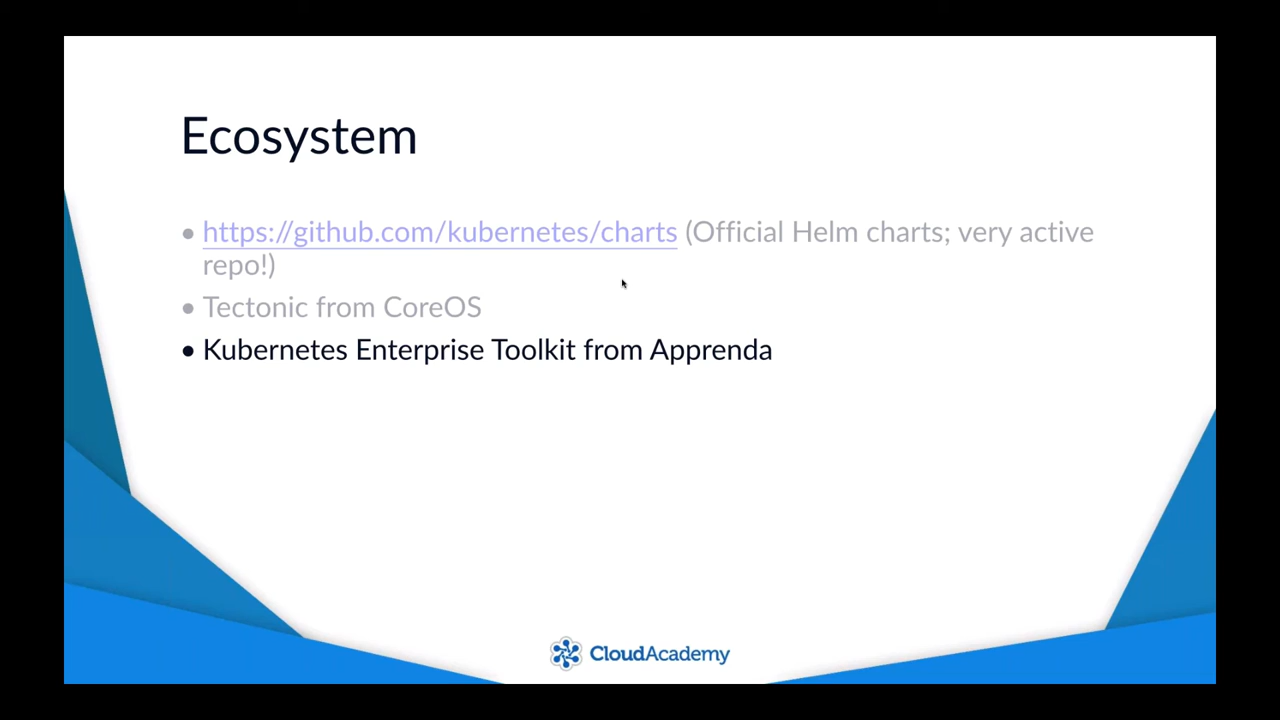 Ecosystem
• https://github.com/kubernetes/charts (Official Helm charts; very active
repo!)
• Tectonic from CoreOS
• Kubernetes Enterprise Toolkit from Apprenda
CloudAcademy